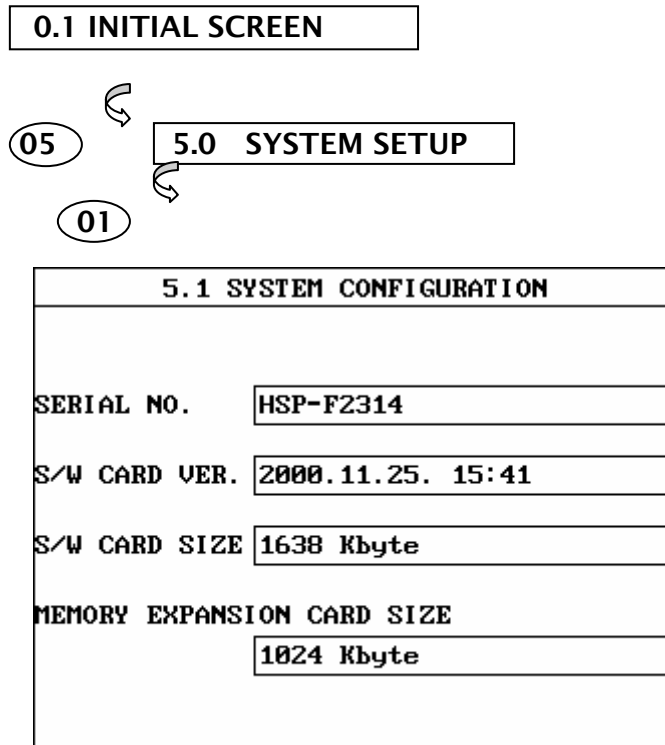 0.1 INITIAL SCREEN
05 5.0 SYSTEM SETUP
01
5.1 SYSTEM CONFIGURATION
SERIAL NO. HSP-F2314
S/W CARD VER. 2000.11.25. 15:41
S/W CARD SIZE 1638 Kbyte
MEMORY EXPANSION CARD SIZE
1024 Kbyte